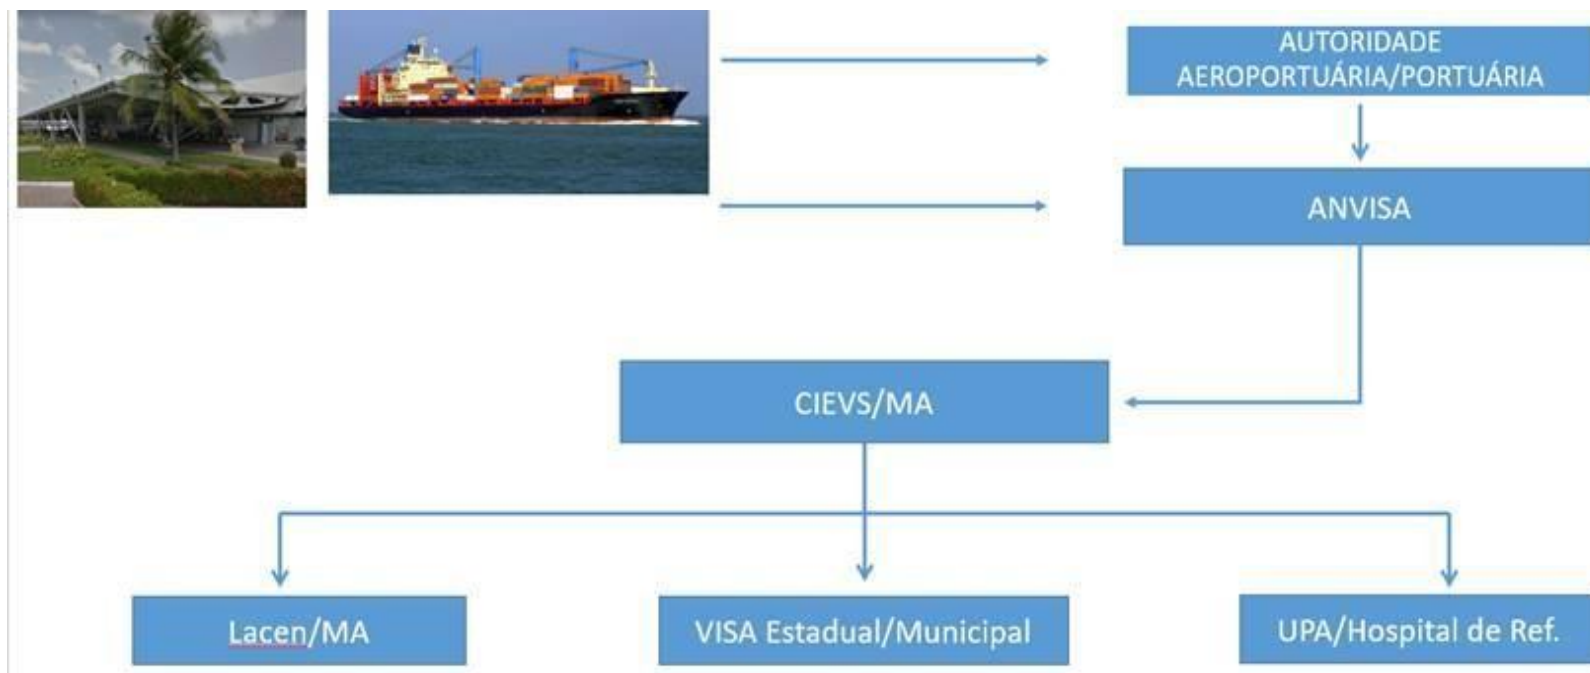 AUTORIDADE
AEROPORTUÁRIA/PORTUÁRIA
ANVISA
CIEVS/MA
Lacen/MA
VISA Estadual/Municipal
UPA/Hospital de Ref.